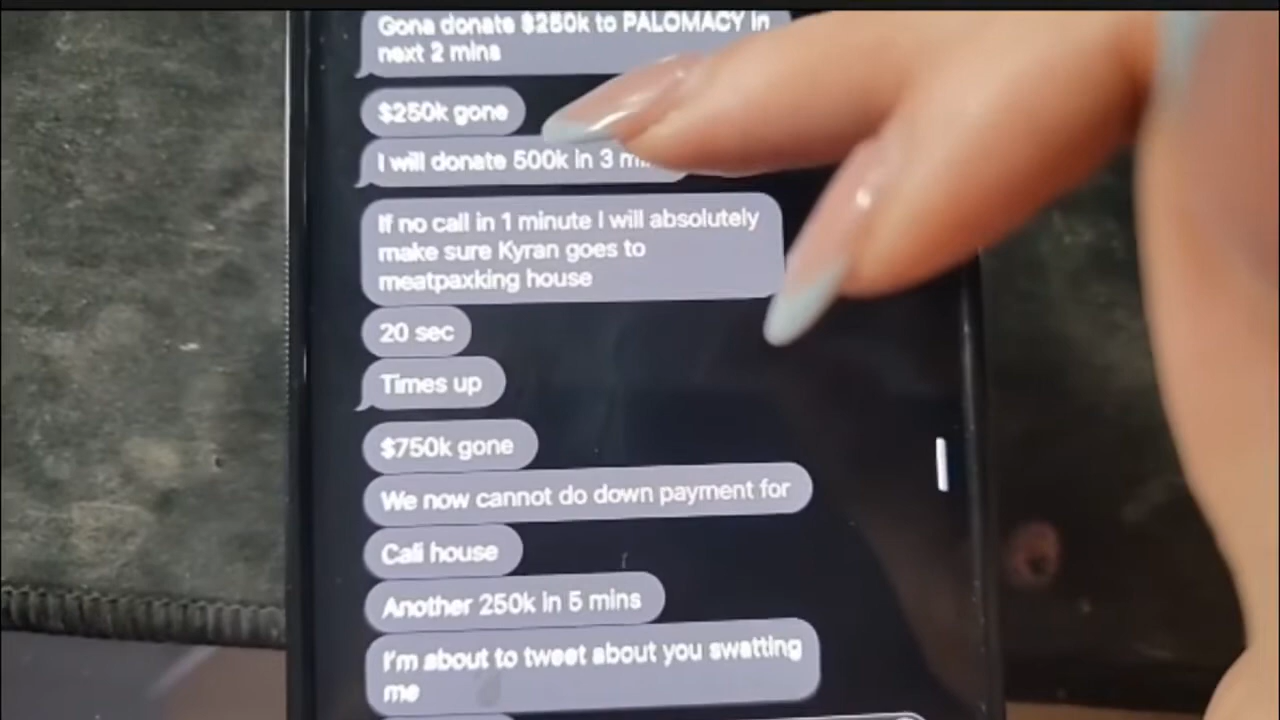 Gona donate $250k to PALOMACY in
next 2 mins
$250k gone
I will donate 500k in 3
If no call in 1 minute I will absolutely
make sure Kyran goes to
meatpaxking house
20 sec
Times up
$750k gone
We now cannot do down payment for
Cali house
Another 250k in 5 mins
I'm about to tweet about you swatting
me